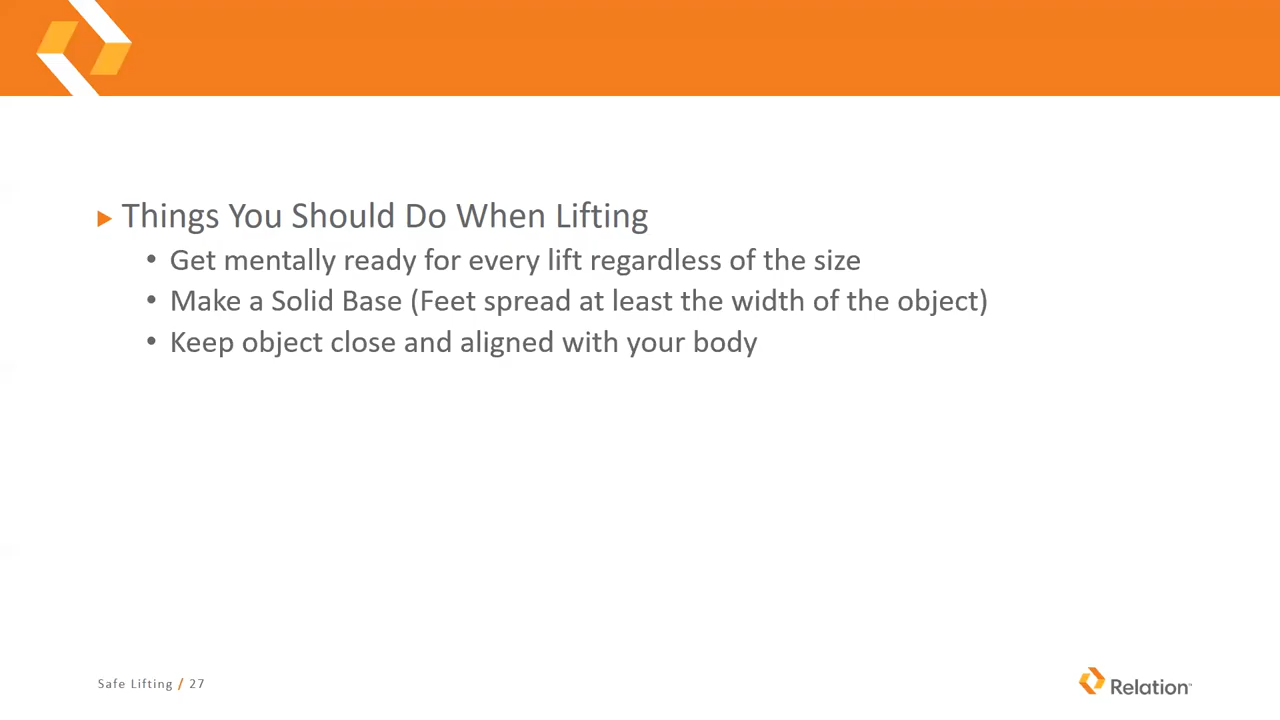 ▶ Things You Should Do When Lifting
• Get mentally ready for every lift regardless of the size
• Make a Solid Base (Feet spread at least the width of the object)
• Keep object close and aligned with your body
Safe Lifting / 27
Relation™